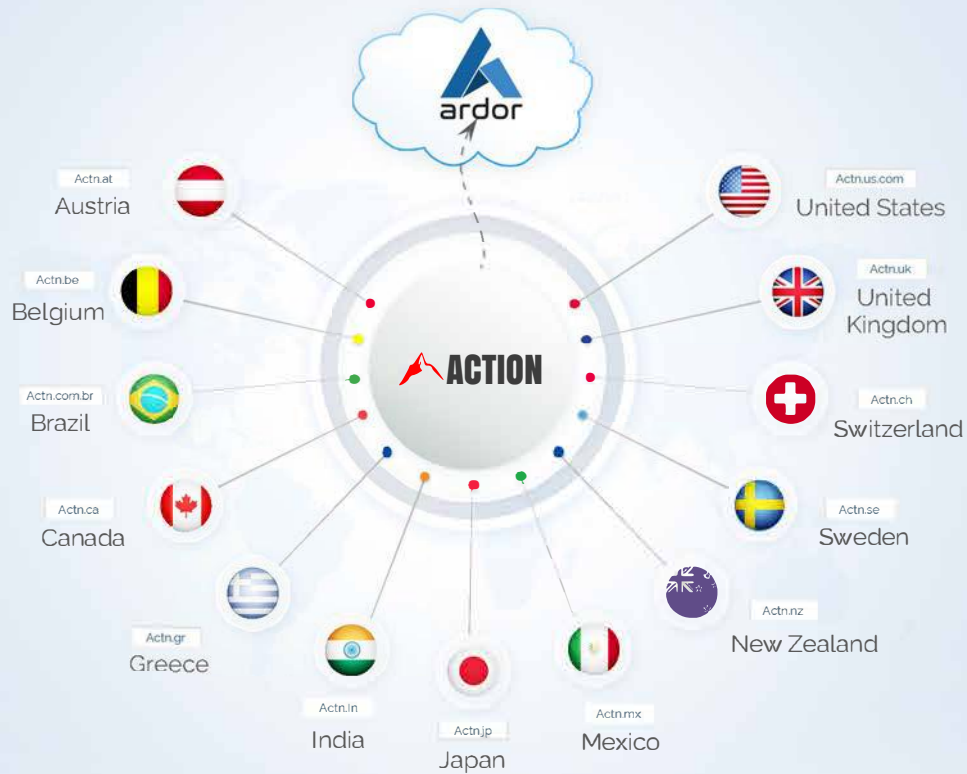 ardor
Actn.at
Austria
Actn.us.com
United States
Actn.be
Belgium
Actn.uk
United
Kingdom
ACTION
Actn.com.br
Brazil
Actn.ch
Switzerland
Actn.ca
Canada
Actn.se
Sweden
Actn.gr
Greece
Actn.nz
New Zealand
Actn.in
India
Actn.jp
Japan
Actn.mx
Mexico